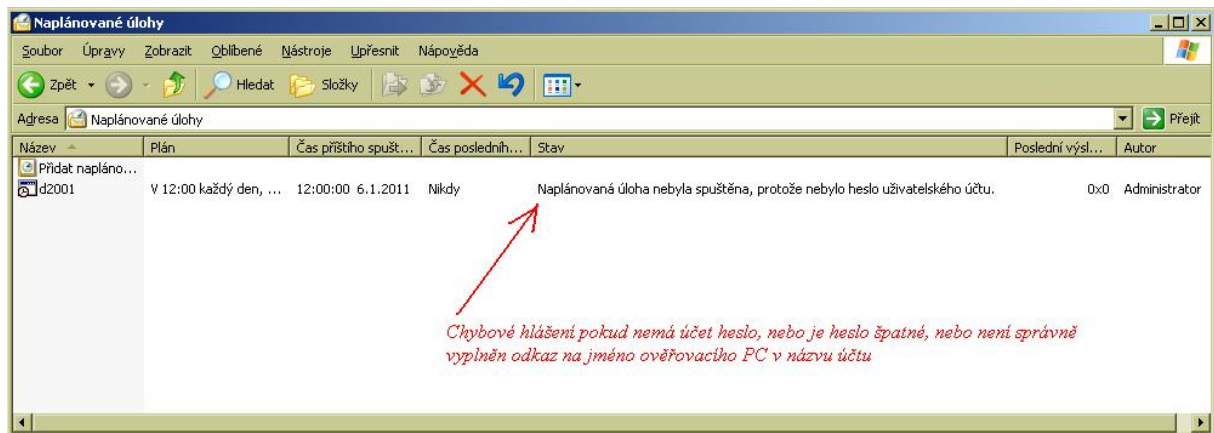 Naplánované úlohy
Soubor Úpravy Zobrazit Oblíbené Nástroje Upřesnit Nápověda
Zpět Hledat Složky
Adresa Naplánované úlohy Přejít
Název Plán Čas příštího spušt... Čas posledníh... Stav Poslední výsl... Autor
Přidat napláno...
d2001 V 12:00 každý den, ... 12:00:00 6.1.2011 Nikdy Naplánovaná úloha nebyla spuštěna, protože nebylo heslo uživatelského účtu. 0x0 Administrator
Chybové hlášení pokud nemá účet heslo, nebo je heslo špatné, nebo není správně
vyplněn odkaz na jméno ověřovacího PC v názvu účtu